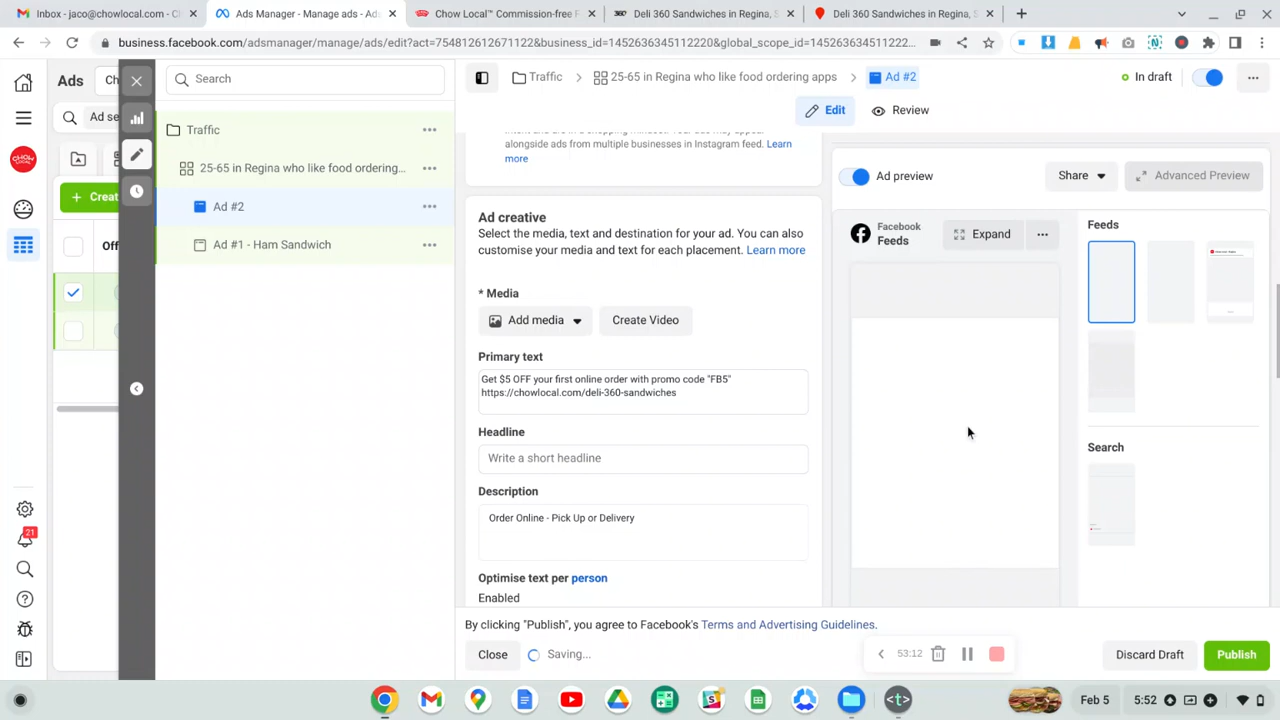 Inbox - jaco@chowlocal.com - C
Ads Manager - Manage ads - Ad
Chow Local™ Commission-free F
Deli 360 Sandwiches in Regina, S
Deli 360 Sandwiches in Regina, S
business.facebook.com/adsmanager/manage/ads/edit?act=754812612671122&business_id=1452636345112220&global_scope_id=145263634511222...
Ads
Ch
Search
Traffic
25-65 in Regina who like food ordering apps
Ad #2
In draft
Edit
Review
Ad se
Creat
Off
Traffic
25-65 in Regina who like food ordering...
Ad #2
Ad #1 - Ham Sandwich
alongside ads from multiple businesses in Instagram feed. Learn
more
Ad creative
Select the media, text and destination for your ad. You can also
customise your media and text for each placement. Learn more
* Media
Add media
Create Video
Primary text
Get $5 OFF your first online order with promo code "FB5"
https://chowlocal.com/deli-360-sandwiches
Headline
Write a short headline
Description
Order Online - Pick Up or Delivery
Optimise text per person
Enabled
Ad preview
Share
Advanced Preview
Facebook
Feeds
Expand
Feeds
Search
By clicking "Publish", you agree to Facebook's Terms and Advertising Guidelines.
Close
Saving...
53:12
Discard Draft
Publish
21
Feb 5
5:52